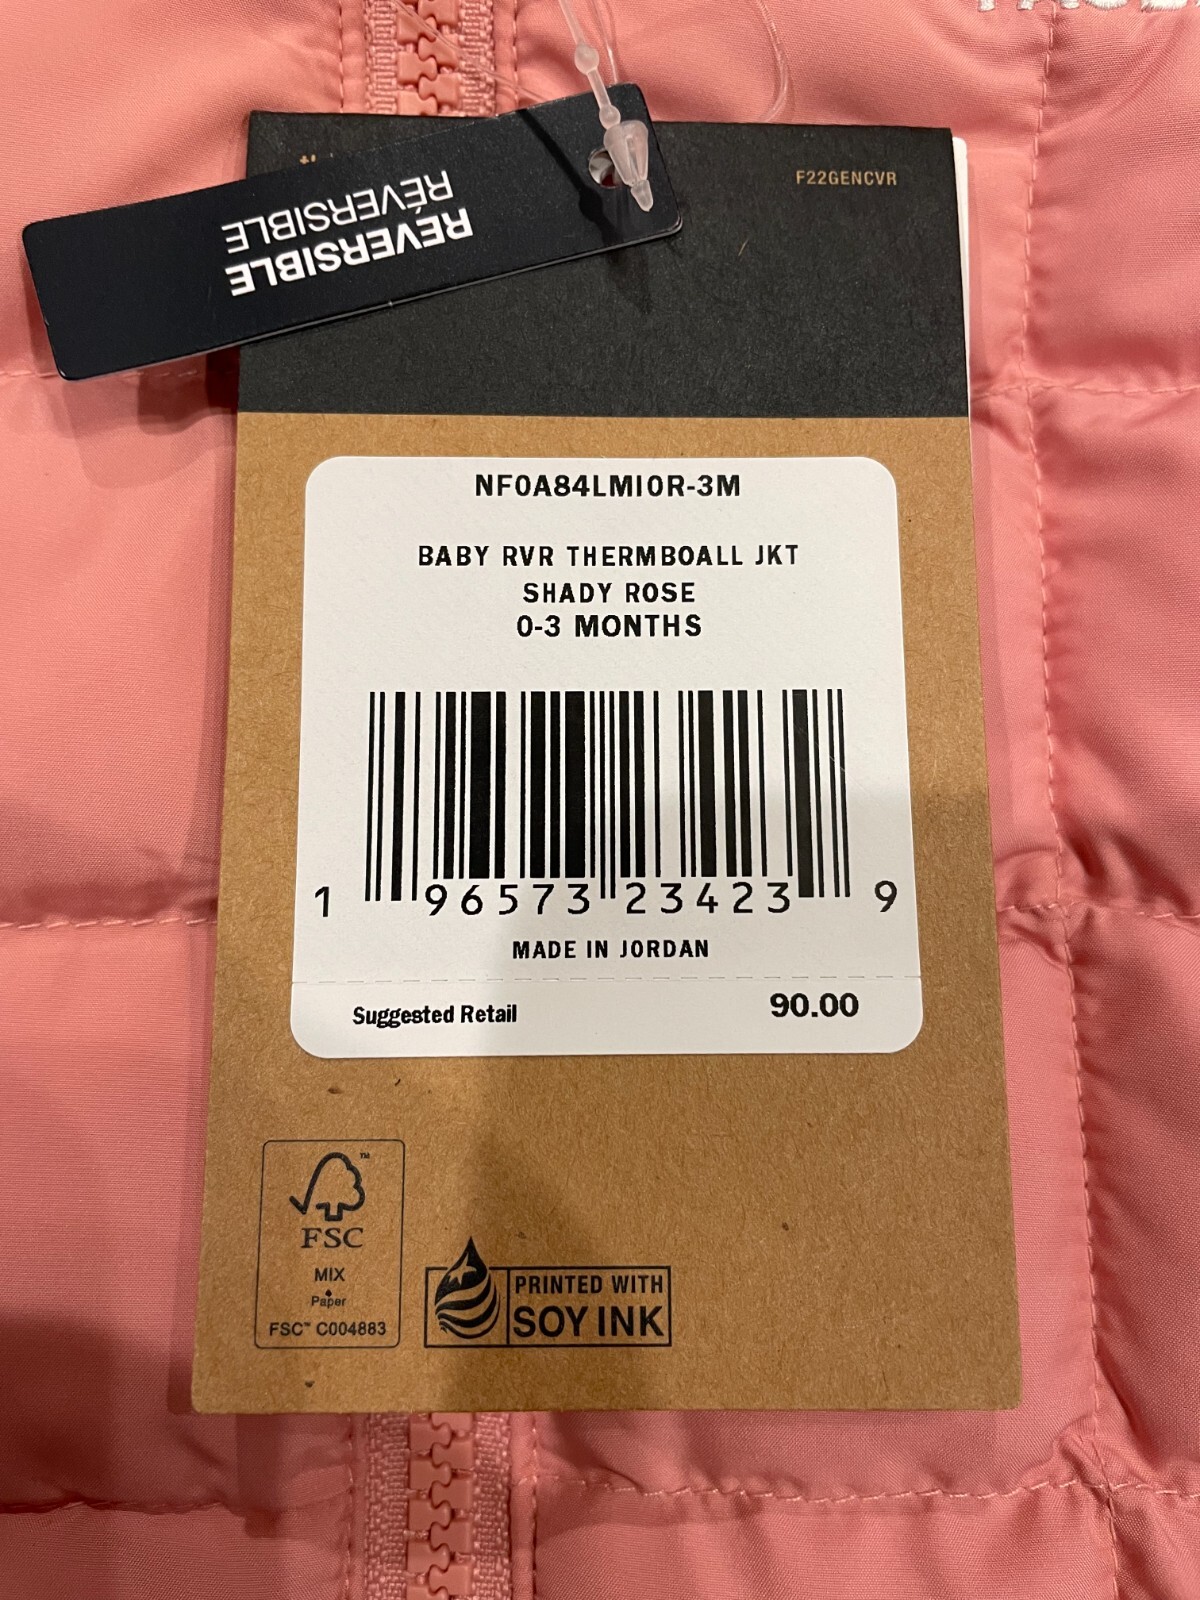 F22GENCVR
RÉVERSIBLE
REVERSIBLE
NF0A84LMI0R-3M
BABY RVR THERMBOALL JKT
SHADY ROSE
0-3 MONTHS
1 96573 23423 9
MADE IN JORDAN
Suggested Retail 90.00
FSC
MIX
Paper
FSC™ C004883
PRINTED WITH
SOY INK